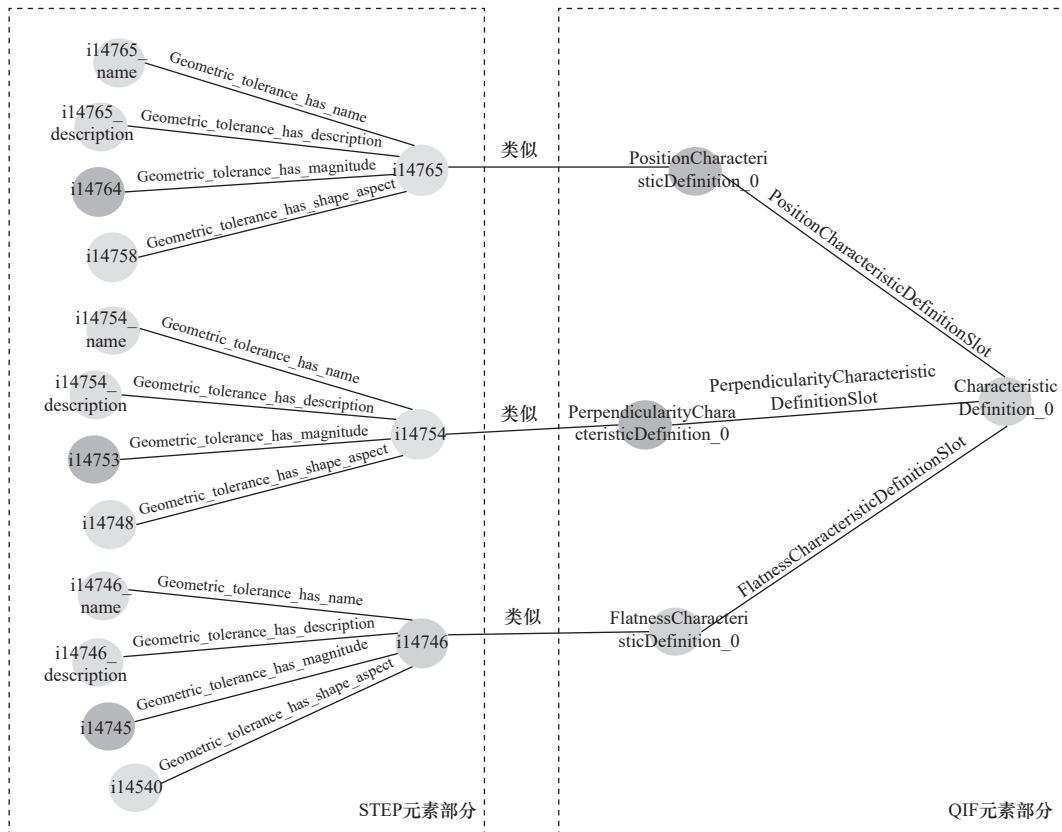 i14765_
name
Geometric_tolerance_has_name
i14765_
description
Geometric_tolerance_has_description
i14764
Geometric_tolerance_has_magnitude
i14758
Geometric_tolerance_has_shape_aspect
i14765
类似
PositionCharacteri
sticDefinition_0
PositionCharacteristicDefinitionSlot
i14754_
name
Geometric_tolerance_has_name
i14754_
description
Geometric_tolerance_has_description
i14753
Geometric_tolerance_has_magnitude
i14748
Geometric_tolerance_has_shape_aspect
i14754
类似
PerpendicularityChara
cteristicDefinition_0
PerpendicularityCharacteristic
DefinitionSlot
Characteristic
Definition_0
i14746_
name
Geometric_tolerance_has_name
i14746_
description
Geometric_tolerance_has_description
i14745
Geometric_tolerance_has_magnitude
i14540
Geometric_tolerance_has_shape_aspect
i14746
类似
FlatnessCharacteri
sticDefinition_0
FlatnessCharacteristicDefinitionSlot
STEP元素部分
QIF元素部分